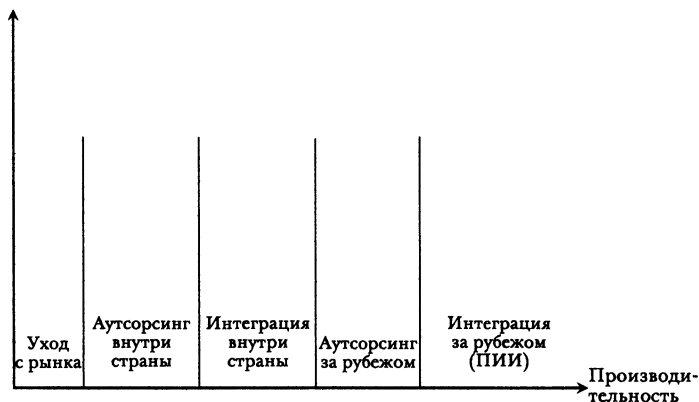 Уход
с рынка
Аутсорсинг
внутри
страны
Интеграция
внутри
страны
Аутсорсинг
за рубежом
Интеграция
за рубежом
(ПИИ)
Производи-
тельность